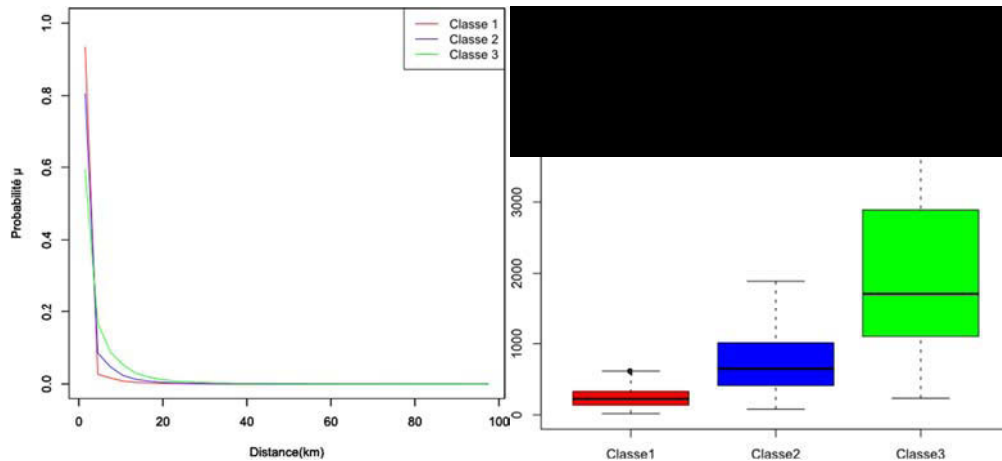 Classe 1
Classe 2
Classe 3
Probabilité μ
1.0
0.8
0.6
0.4
0.2
0.0
0
20
40
60
80
100
Distance(km)
3000
2000
1000
0
Classe1
Classe2
Classe3